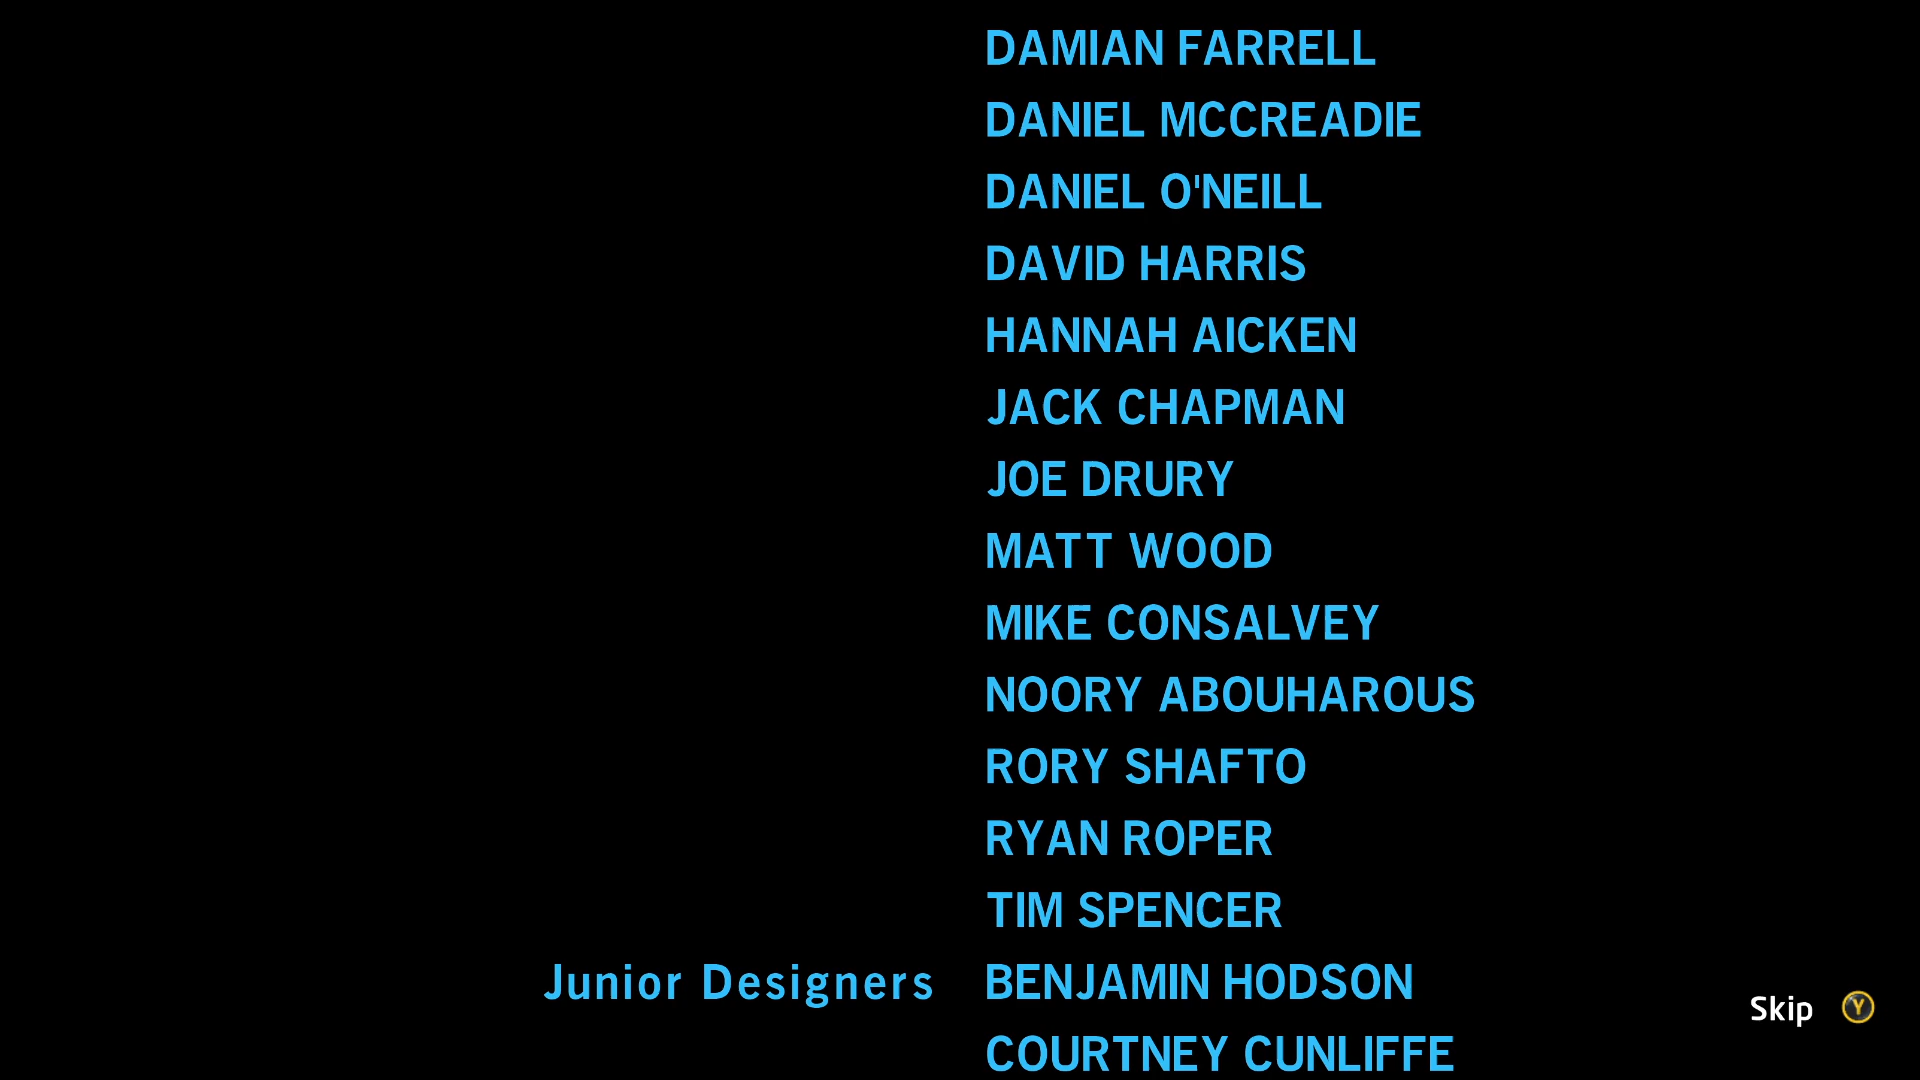 DAMIAN FARRELL
DANIEL MCCREADIE
DANIEL O'NEILL
DAVID HARRIS
HANNAH AICKEN
JACK CHAPMAN
JOE DRURY
MATT WOOD
MIKE CONSALVEY
NOORY ABOUHAROUS
RORY SHAFTO
RYAN ROPER
TIM SPENCER
Junior Designers BENJAMIN HODSON
Skip Y
COURTNEY CUNLIFFE